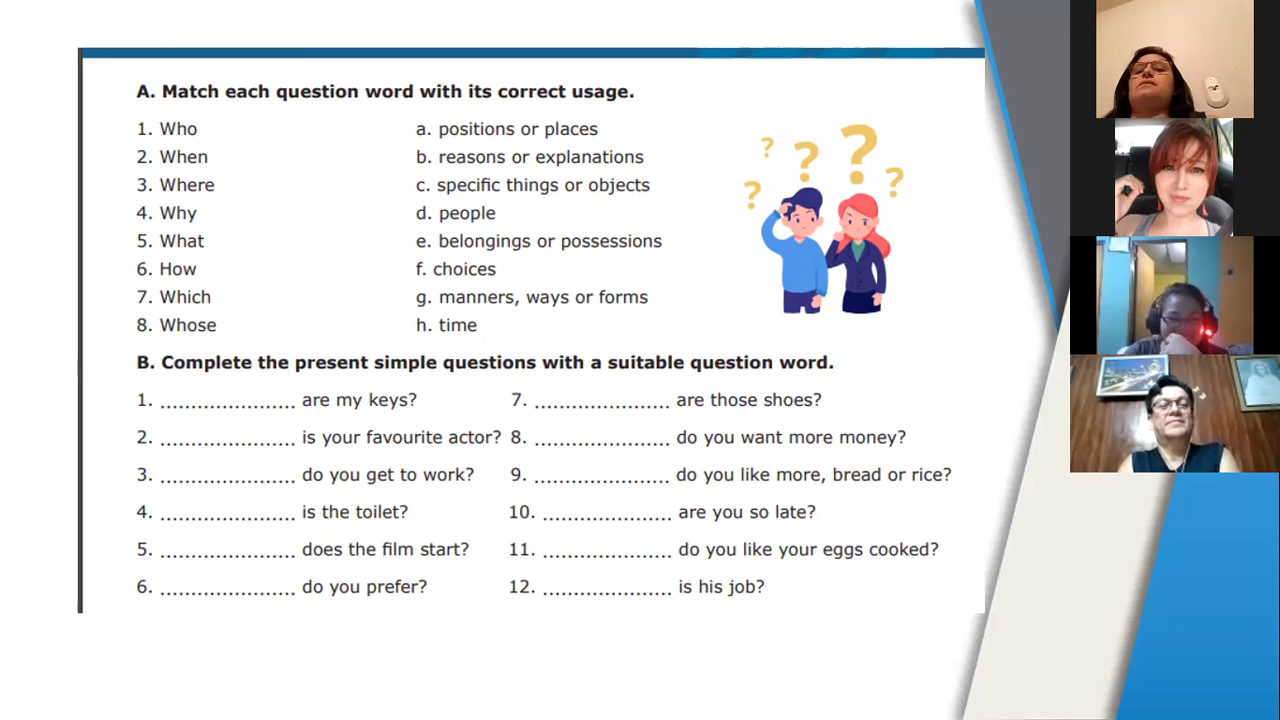 A. Match each question word with its correct usage.
1. Who a. positions or places
2. When b. reasons or explanations
3. Where c. specific things or objects
4. Why d. people
5. What e. belongings or possessions
6. How f. choices
7. Which g. manners, ways or forms
8. Whose h. time
B. Complete the present simple questions with a suitable question word.
1. ...................... are my keys? 7. ...................... are those shoes?
2. ...................... is your favourite actor? 8. ...................... do you want more money?
3. ...................... do you get to work? 9. ...................... do you like more, bread or rice?
4. ...................... is the toilet? 10. ..................... are you so late?
5. ...................... does the film start? 11. ..................... do you like your eggs cooked?
6. ...................... do you prefer? 12. ..................... is his job?